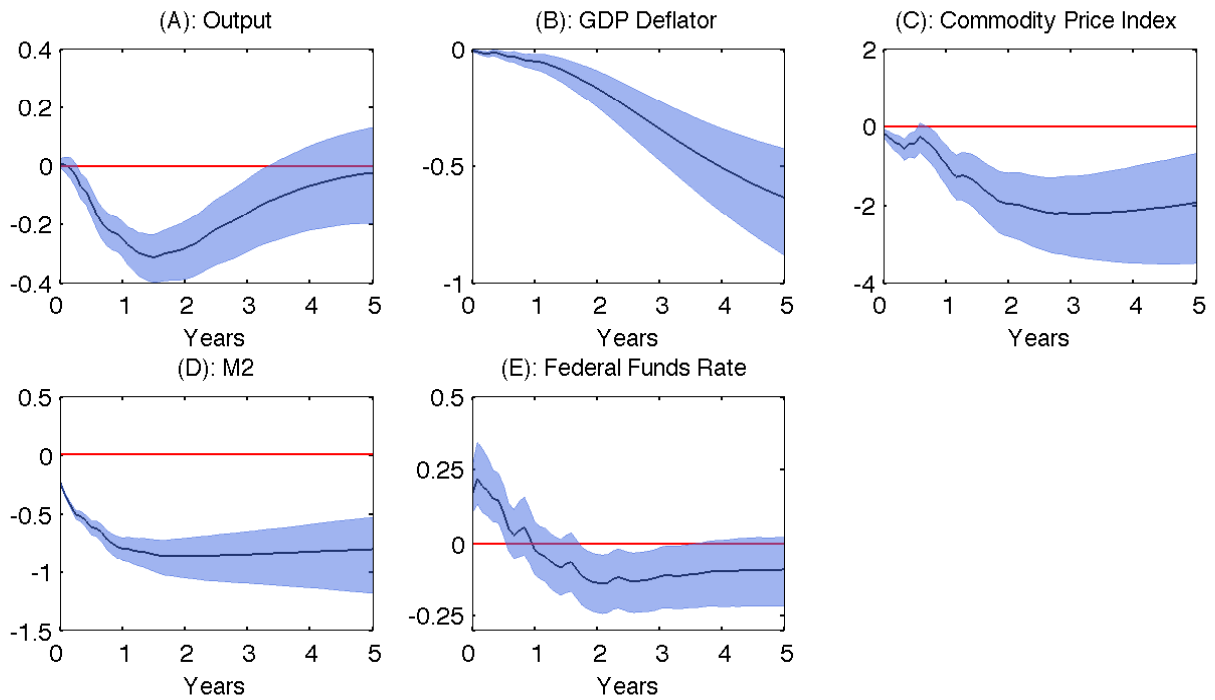 (A): Output
0.4
0.2
0
-0.2
-0.4
0 1 2 3 4 5
Years
(B): GDP Deflator
0
-0.5
-1
0 1 2 3 4 5
Years
(C): Commodity Price Index
2
0
-2
-4
0 1 2 3 4 5
Years
(D): M2
0.5
0
-0.5
-1
-1.5
0 1 2 3 4 5
Years
(E): Federal Funds Rate
0.5
0.25
0
-0.25
0 1 2 3 4 5
Years